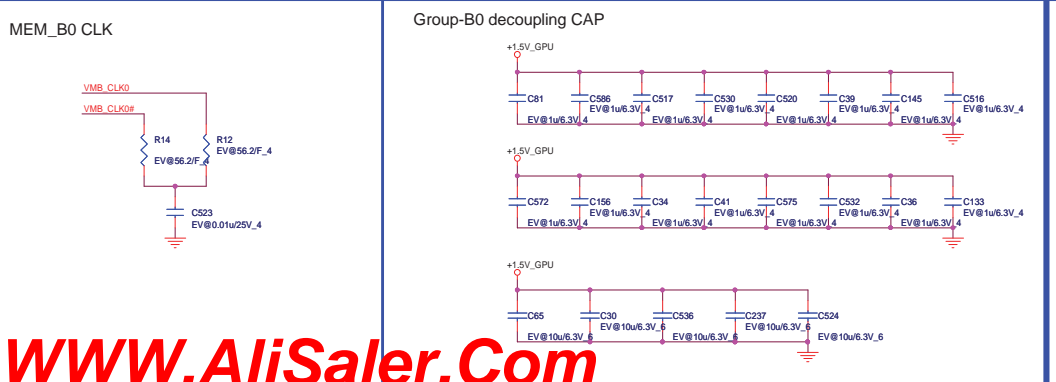 MEM_B0 CLK
VMB_CLK0
VMB_CLK0#
R14
EV@56.2/F_4
R12
EV@56.2/F_4
C523
EV@0.01u/25V_4
Group-B0 decoupling CAP
+1.5V_GPU
C81
EV@1u/6.3V_4
C586
EV@1u/6.3V_4
C517
EV@1u/6.3V_4
C530
EV@1u/6.3V_4
C520
EV@1u/6.3V_4
C39
EV@1u/6.3V_4
C145
EV@1u/6.3V_4
C516
EV@1u/6.3V_4
+1.5V_GPU
C572
EV@1u/6.3V_4
C156
EV@1u/6.3V_4
C34
EV@1u/6.3V_4
C41
EV@1u/6.3V_4
C575
EV@1u/6.3V_4
C532
EV@1u/6.3V_4
C36
EV@1u/6.3V_4
C133
EV@1u/6.3V_4
+1.5V_GPU
C65
EV@10u/6.3V_6
C30
EV@10u/6.3V_6
C536
EV@10u/6.3V_6
C237
EV@10u/6.3V_6
C524
EV@10u/6.3V_6
WWW.AliSaler.Com